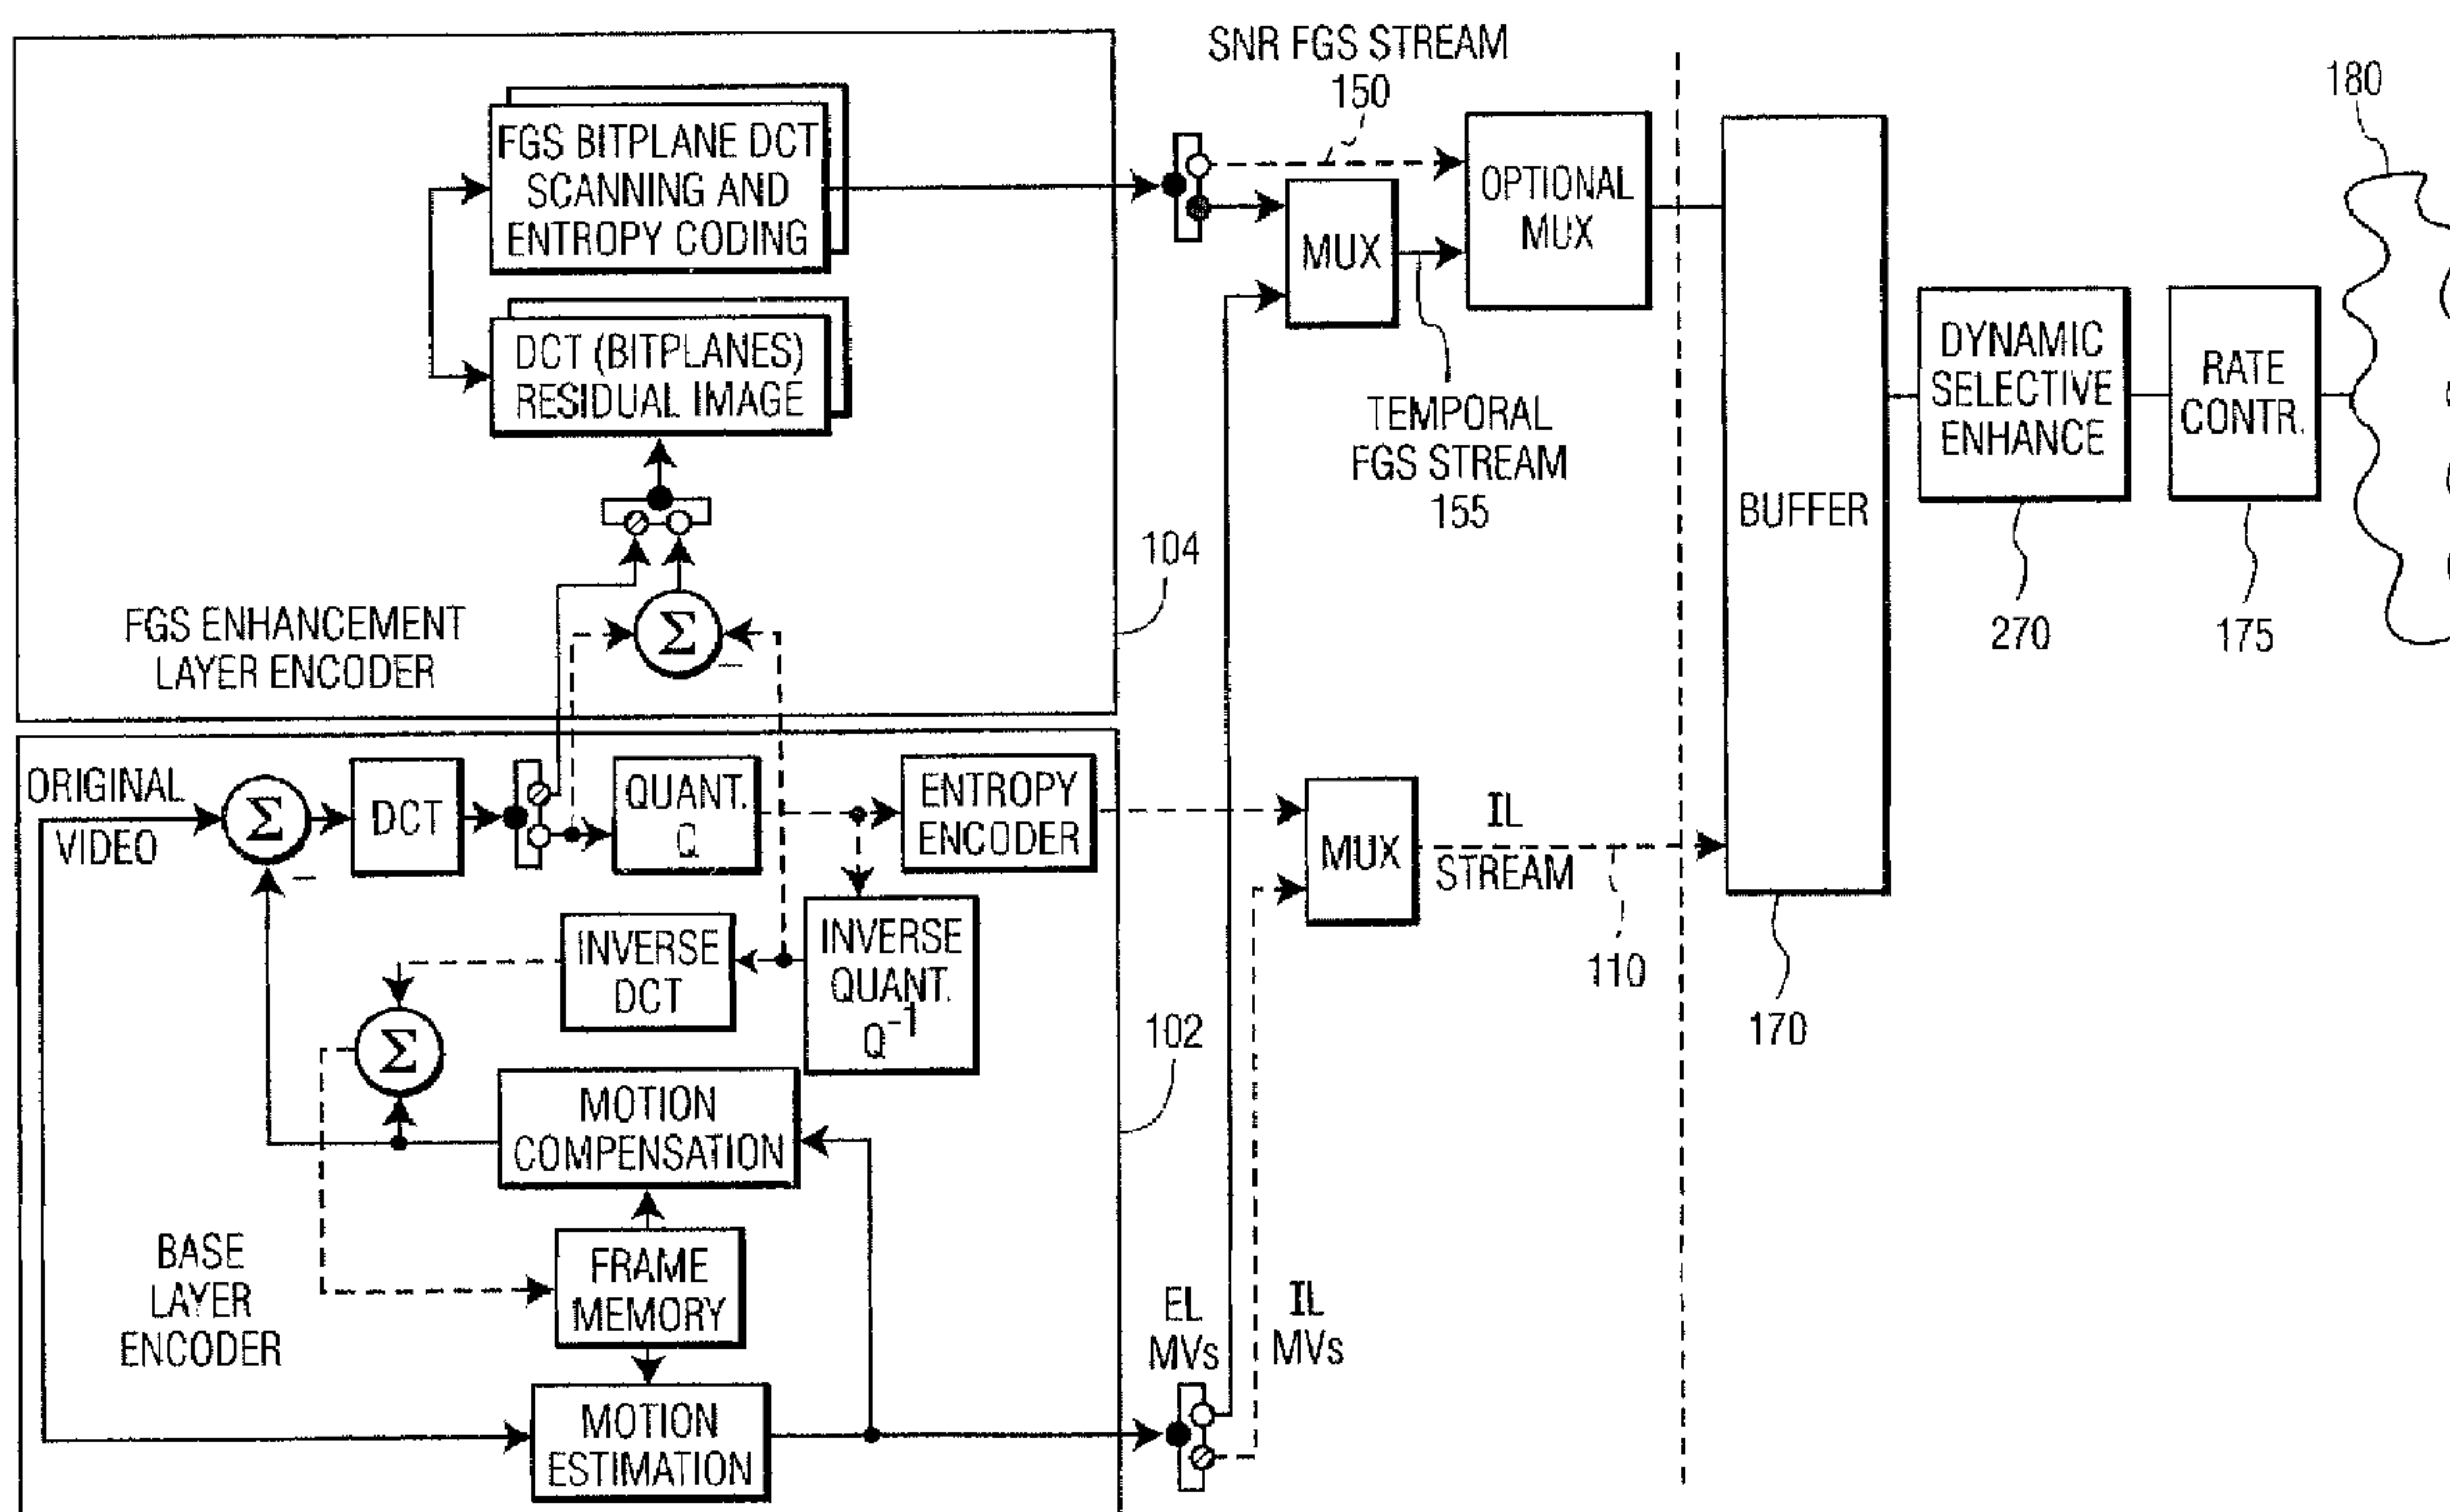 SNR FGS STREAM
150
180
FGS BITPLANE DCT
SCANNING AND
ENTROPY CODING
OPTIONAL
MUX
MUX
DCT (BITPLANES)
RESIDUAL IMAGE
DYNAMIC
SELECTIVE
ENHANCE
RATE
CONTR.
TEMPORAL
FGS STREAM
155
BUFFER
104
270
175
FGS ENHANCEMENT
LAYER ENCODER
Σ
−
ORIGINAL
VIDEO
Σ
−
DCT
QUANT.
Q
ENTROPY
ENCODER
MUX
IL
STREAM
110
170
INVERSE
DCT
INVERSE
QUANT.
Q-1
Σ
102
MOTION
COMPENSATION
BASE
LAYER
ENCODER
FRAME
MEMORY
EL
MVs
IL
MVs
MOTION
ESTIMATION